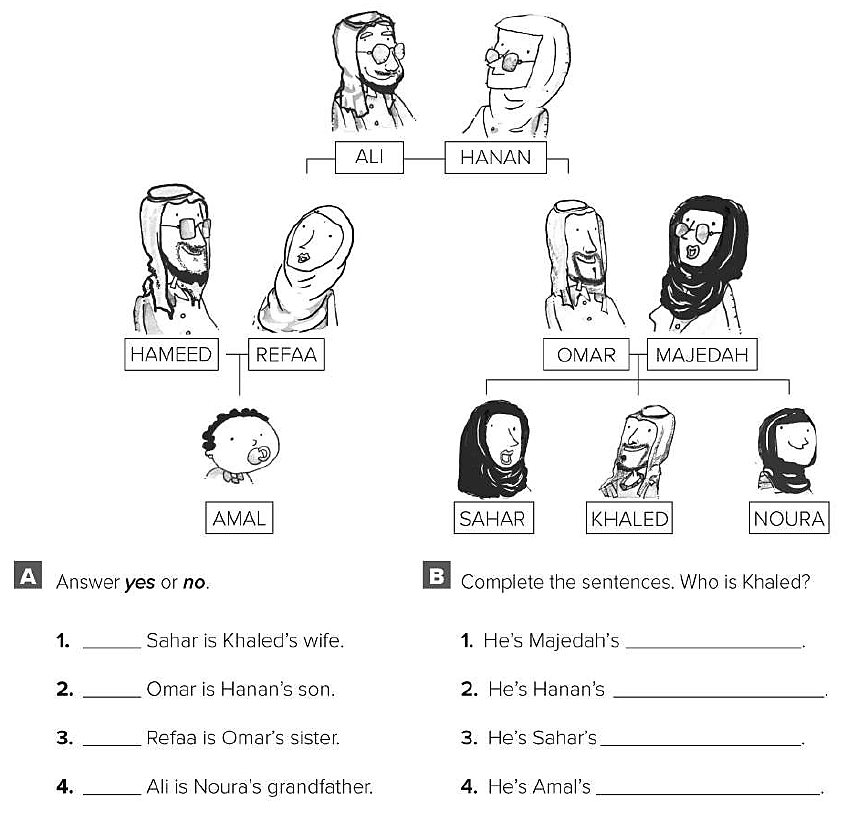 ALI HANAN
HAMEED REFAA OMAR MAJEDAH
AMAL SAHAR KHALED NOURA
A Answer yes or no.
1. ______ Sahar is Khaled's wife.
2. ______ Omar is Hanan's son.
3. ______ Refaa is Omar's sister.
4. ______ Ali is Noura's grandfather.
B Complete the sentences. Who is Khaled?
1. He's Majedah's __________________.
2. He's Hanan's ______________________.
3. He's Sahar's ____________________.
4. He's Amal's ______________________.